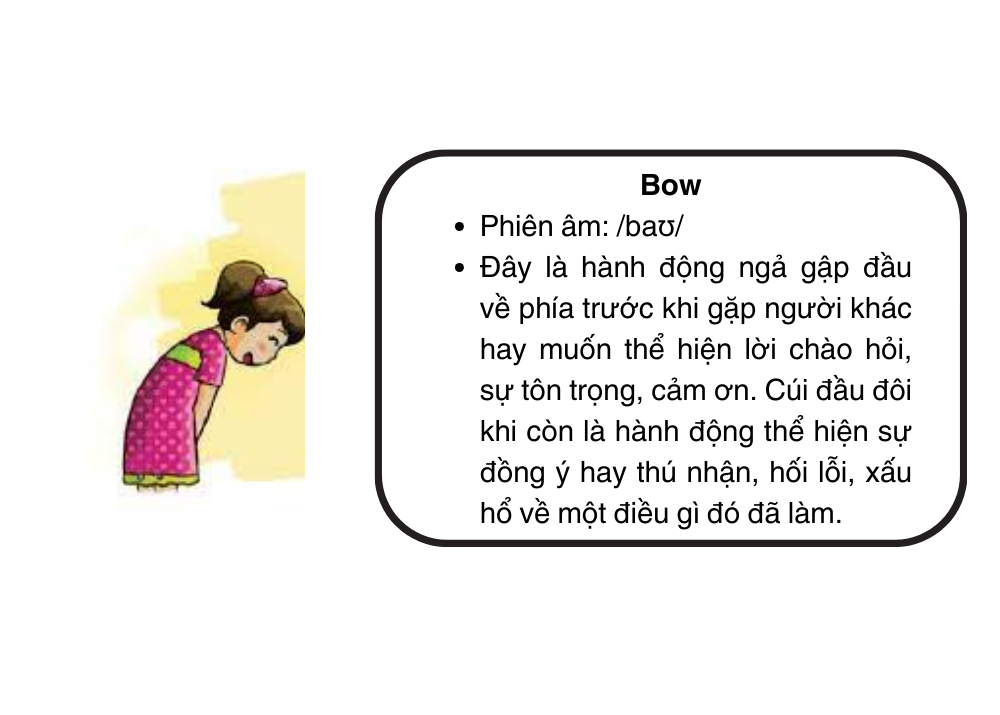 Bow
• Phiên âm: /baʊ/
• Đây là hành động ngả gập đầu
về phía trước khi gặp người khác
hay muốn thể hiện lời chào hỏi,
sự tôn trọng, cảm ơn. Cúi đầu đôi
khi còn là hành động thể hiện sự
đồng ý hay thú nhận, hối lỗi, xấu
hổ về một điều gì đó đã làm.